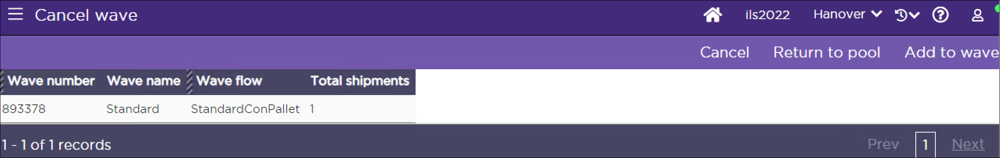 Cancel wave
ils2022
Hanover
Cancel Return to pool Add to wave
Wave number Wave name Wave flow Total shipments
893378 Standard StandardConPallet 1
1 - 1 of 1 records
Prev 1 Next